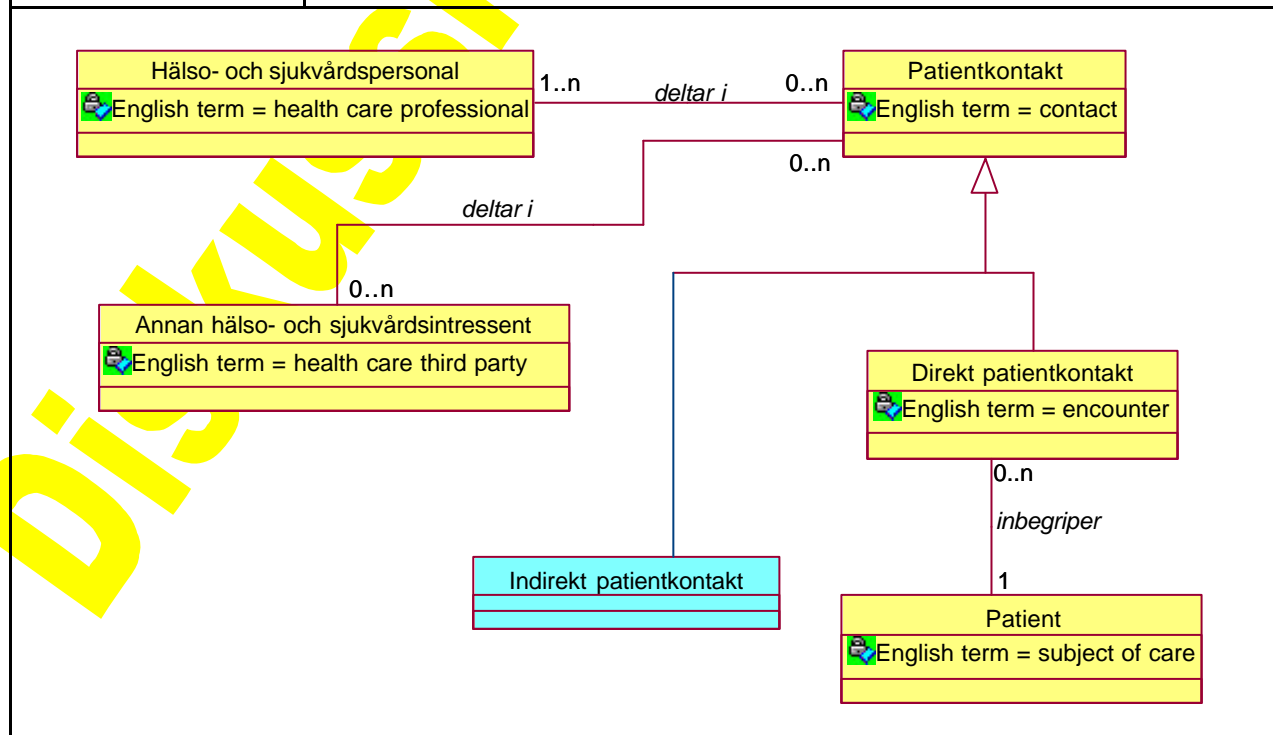 Hälso- och sjukvårdspersonal
English term = health care professional
1..n
deltar i
0..n
Patientkontakt
English term = contact
0..n
deltar i
0..n
Annan hälso- och sjukvårdsintressent
English term = health care third party
Direkt patientkontakt
English term = encounter
0..n
inbegriper
Indirekt patientkontakt
1
Patient
English term = subject of care